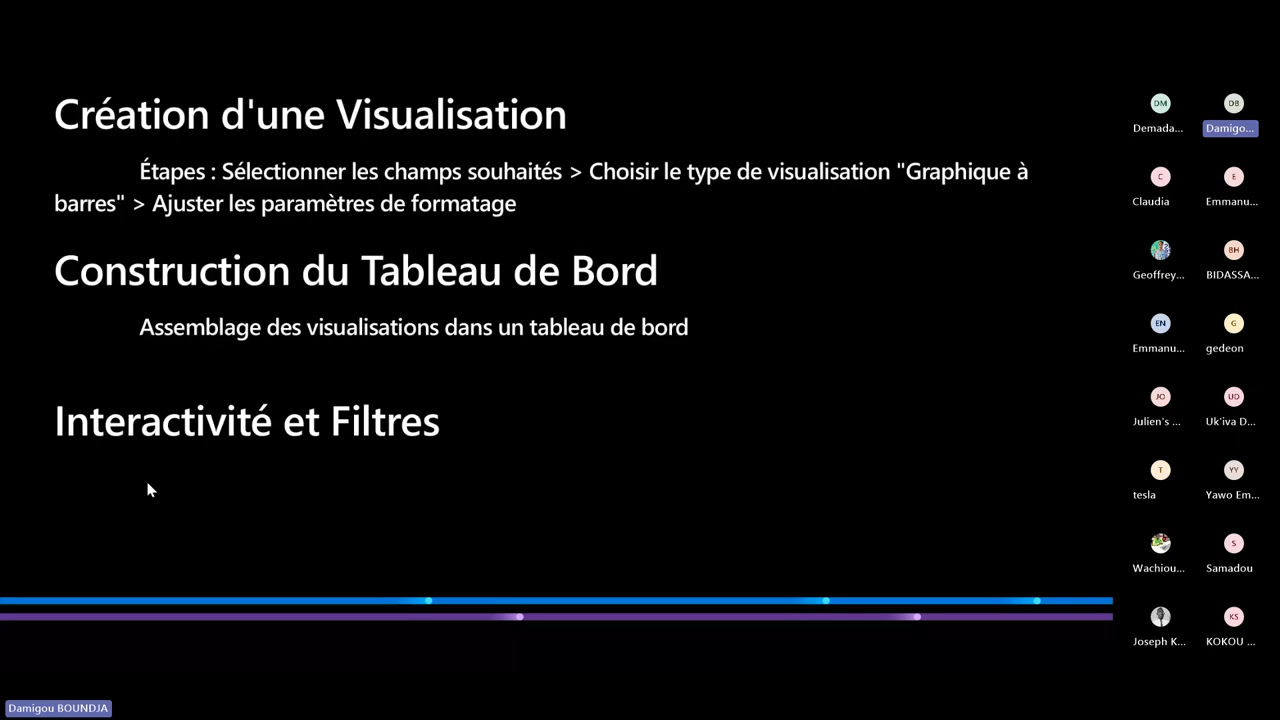 Création d'une Visualisation
Étapes : Sélectionner les champs souhaités > Choisir le type de visualisation "Graphique à
barres" > Ajuster les paramètres de formatage
Construction du Tableau de Bord
Assemblage des visualisations dans un tableau de bord
Interactivité et Filtres
DM DB
Demada... Damigo...
C E
Claudia Emmanu...
BH
Geoffrey... BIDASSA...
EN G
Emmanu... gedeon
JO UD
Julien's ... Uk'iva D...
T YY
tesla Yawo Em...
S
Wachiou... Samadou
KS
Joseph K... KOKOU ...
Damigou BOUNDJA